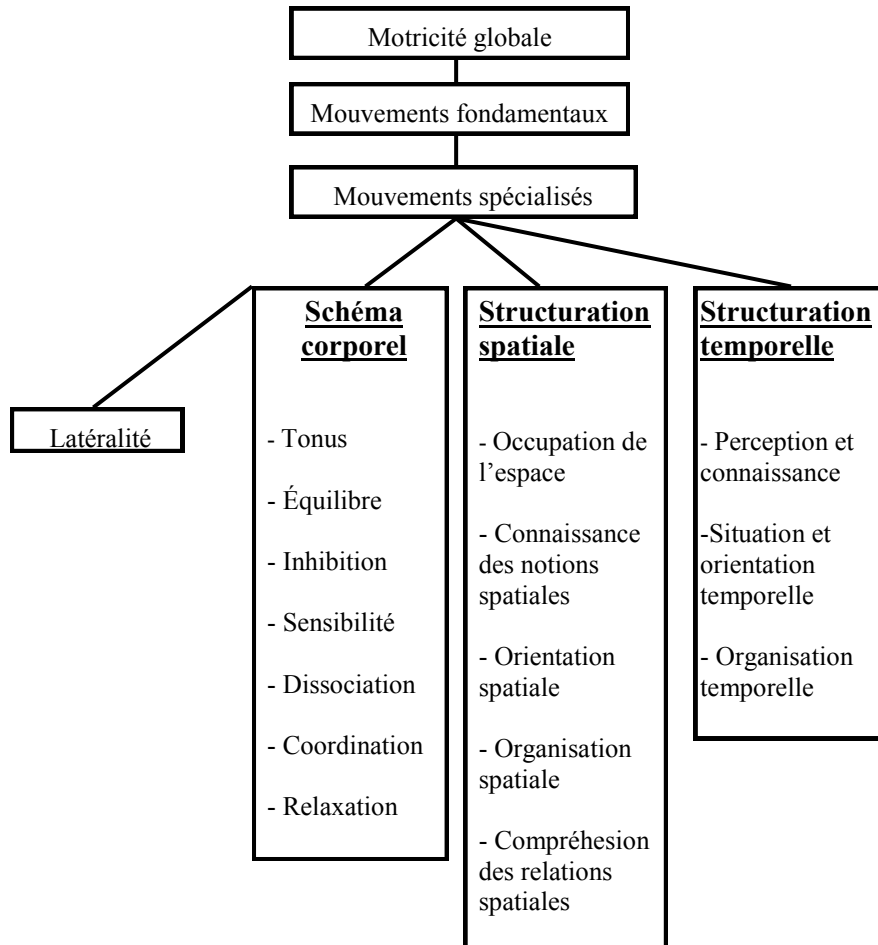 Motricité globale
Mouvements fondamentaux
Mouvements spécialisés
Latéralité
Schéma
corporel
- Tonus
- Équilibre
- Inhibition
- Sensibilité
- Dissociation
- Coordination
- Relaxation
Structuration
spatiale
- Occupation de
l’espace
- Connaissance
des notions
spatiales
- Orientation
spatiale
- Organisation
spatiale
- Compréhesion
des relations
spatiales
Structuration
temporelle
- Perception et
connaissance
-Situation et
orientation
temporelle
- Organisation
temporelle